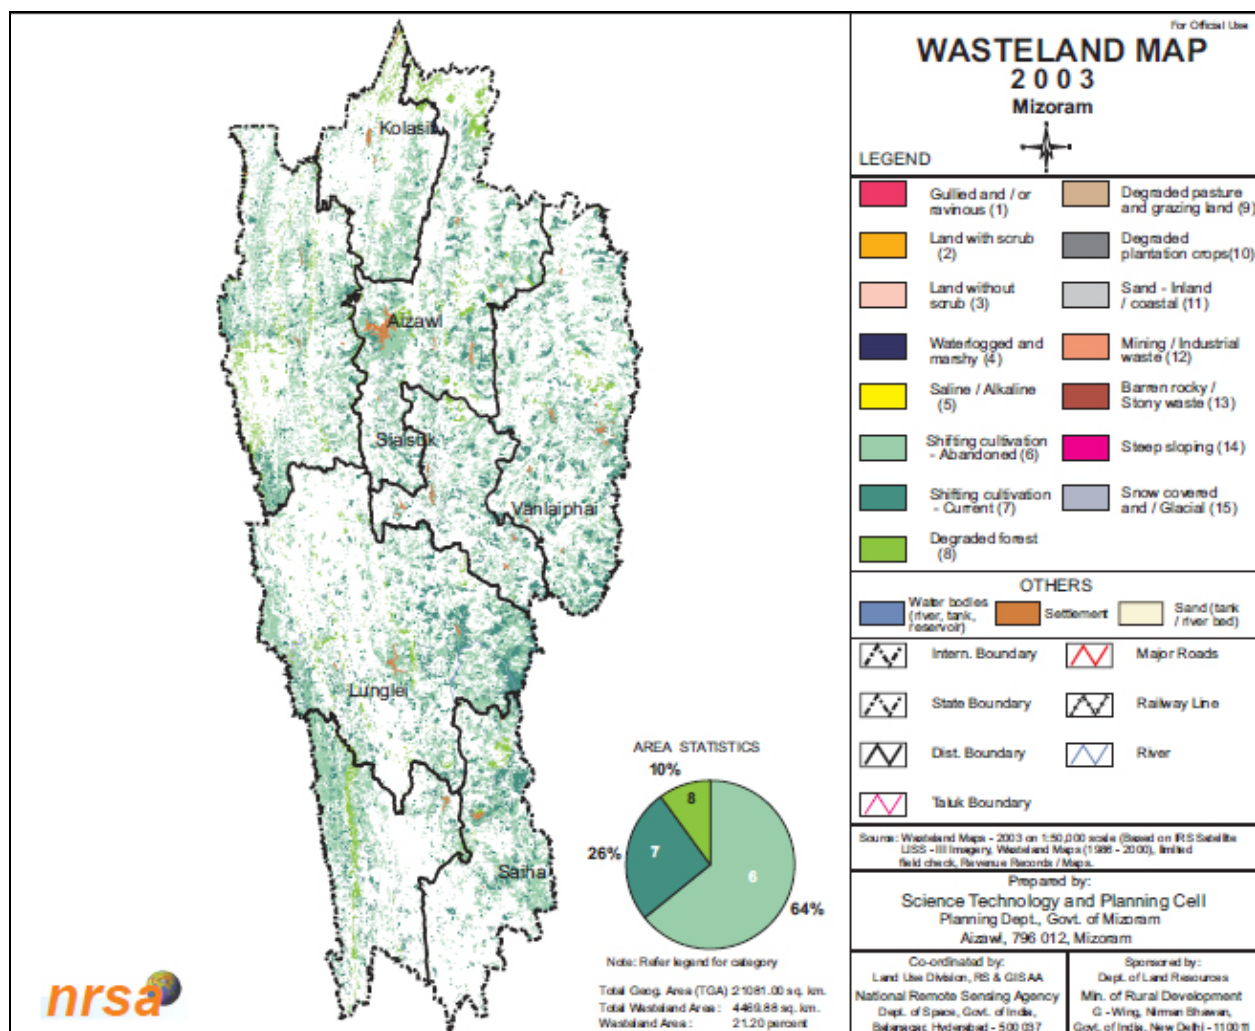 For Official Use
WASTELAND MAP
2003
Mizoram
LEGEND
Gullied and / or
ravinous (1)
Land with scrub
(2)
Land without
scrub (3)
Waterlogged and
marshy (4)
Saline / Alkaline
(5)
Shifting cultivation
- Abandoned (6)
Shifting cultivation
- Current (7)
Degraded forest
(8)
Degraded pasture
and grazing land (9)
Degraded
plantation crops(10)
Sand - Inland
/ coastal (11)
Mining / Industrial
waste (12)
Barren rocky /
Stony waste (13)
Steep sloping (14)
Snow covered
and / Glacial (15)
OTHERS
Water bodies
(river, tank,
reservoir)
Settlement
Sand (tank
/ river bed)
Intern. Boundary
Major Roads
State Boundary
Railway Line
Dist. Boundary
River
Taluk Boundary
Source: Wasteland Maps - 2003 on 1:50,000 scale (Based on IRS Satellite
LISS - III Imagery, Wasteland Maps (1986 - 2000), limited
field check, Revenue Records / Maps.
Prepared by:
Science Technology and Planning Cell
Planning Dept., Govt. of Mizoram
Aizawl, 796 012, Mizoram
Co-ordinated by:
Land Use Division, RS & GISAA
National Remote Sensing Agency
Dept. of Space, Govt. of India,
Balanagar, Hyderabad - 500 037
Sponsored by:
Dept. of Land Resources
Min. of Rural Development
G - Wing, Nirman Bhawan,
Govt. of India, New Delhi - 110011
Kolasib
Aizawl
Sialsuk
Vanlaiphai
Lunglei
Saiha
AREA STATISTICS
10%
8
26%
7
6
64%
Note: Refer legend for category
Total Geog. Area (TGA) : 21081.00 sq. km.
Total Wasteland Area : 4469.88 sq. km.
Wasteland Area : 21.20 percent
nrsa